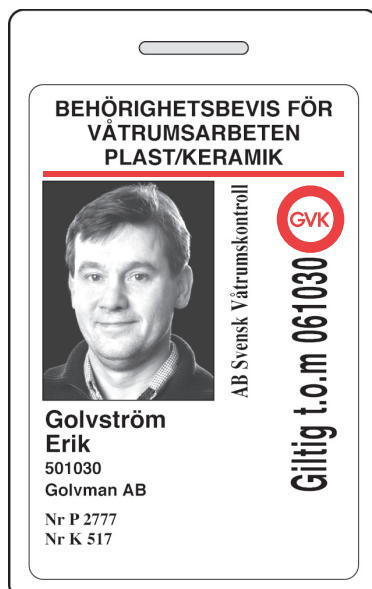 BEHÖRIGHETSBEVIS FÖR
VÅTRUMSARBETEN
PLAST/KERAMIK
AB Svensk Våtrumskontroll
GVK
Giltig t.o.m 061030
Golvström
Erik
501030
Golvman AB
Nr P 2777
Nr K 517